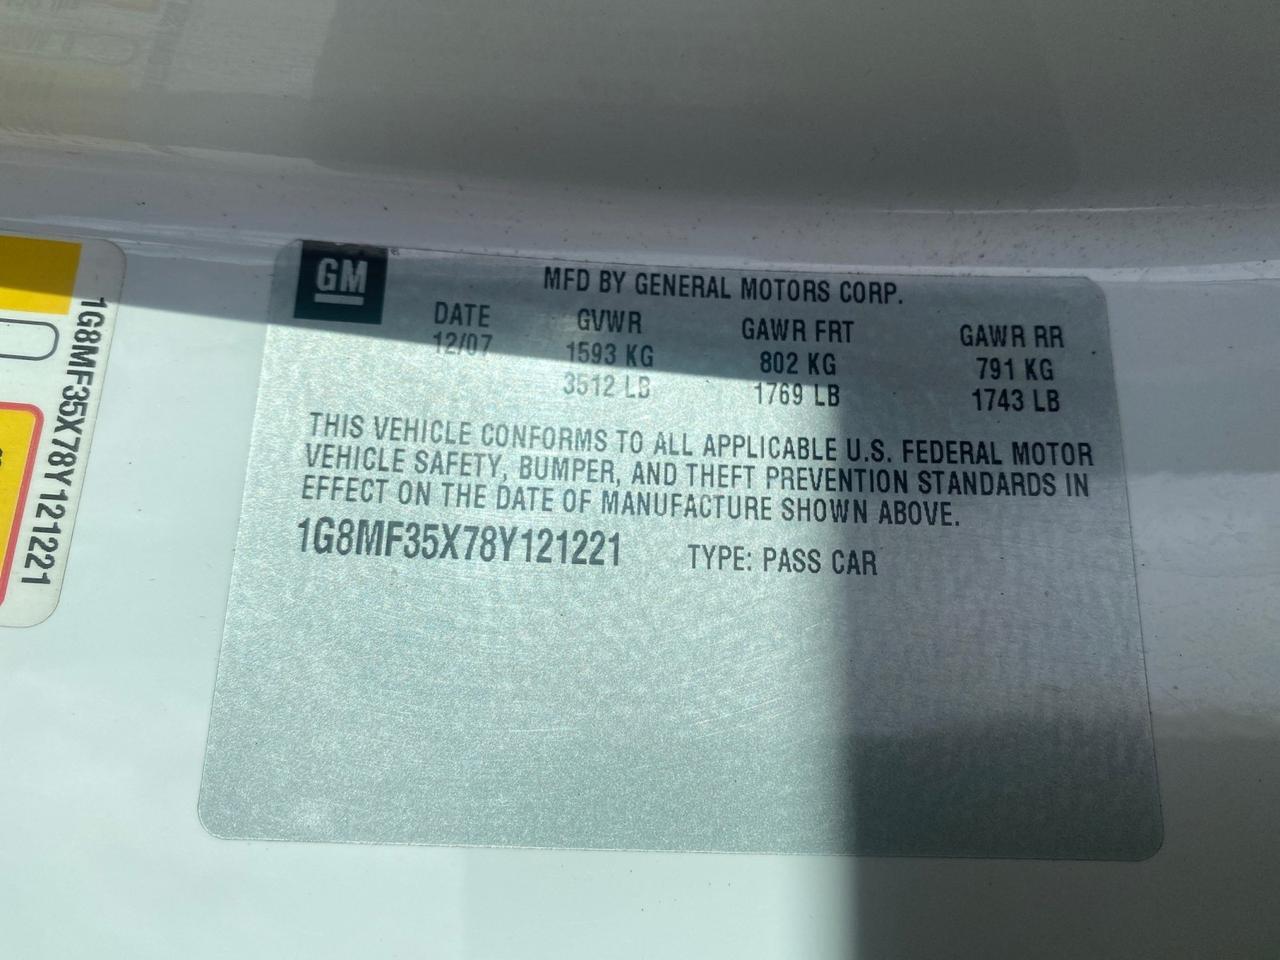 GM
MFD BY GENERAL MOTORS CORP.
DATE GVWR GAWR FRT GAWR RR
12/07 1593 KG 802 KG 791 KG
3512 LB 1769 LB 1743 LB
THIS VEHICLE CONFORMS TO ALL APPLICABLE U.S. FEDERAL MOTOR
VEHICLE SAFETY, BUMPER, AND THEFT PREVENTION STANDARDS IN
EFFECT ON THE DATE OF MANUFACTURE SHOWN ABOVE.
1G8MF35X78Y121221 TYPE: PASS CAR
1G8MF35X78Y121221